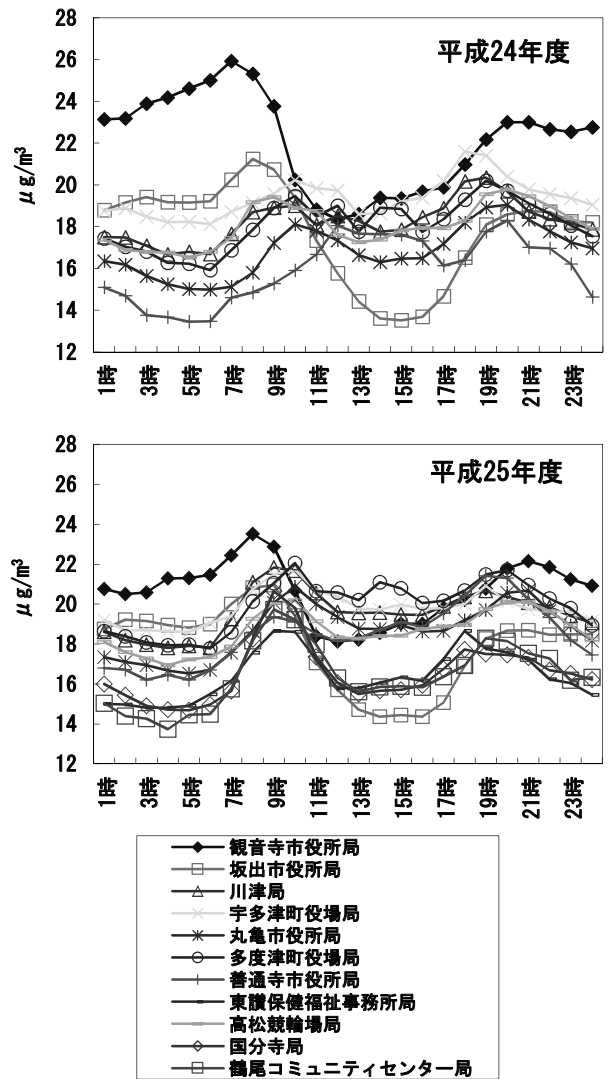 28
平成24年度
26
24
22
20
18
16
14
12
μg/m³
1時 3時 5時 7時 9時 11時 13時 15時 17時 19時 21時 23時
28
平成25年度
26
24
22
20
18
16
14
12
μg/m³
1時 3時 5時 7時 9時 11時 13時 15時 17時 19時 21時 23時
観音寺市役所局
坂出市役所局
川津局
宇多津町役場局
丸亀市役所局
多度津町役場局
善通寺市役所局
東讃保健福祉事務所局
高松競輪場局
国分寺局
鶴尾コミュニティセンター局